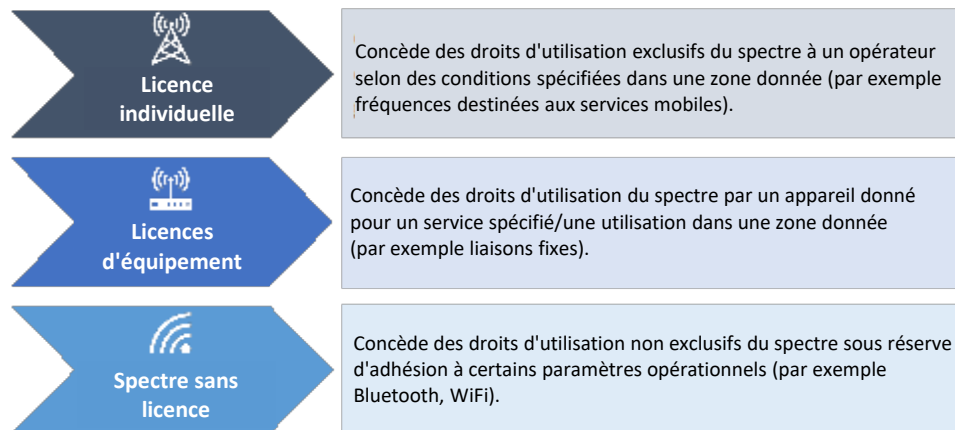 Licence
individuelle
Concède des droits d'utilisation exclusifs du spectre à un opérateur
selon des conditions spécifiées dans une zone donnée (par exemple
fréquences destinées aux services mobiles).
Licences
d'équipement
Concède des droits d'utilisation du spectre par un appareil donné
pour un service spécifié/une utilisation dans une zone donnée
(par exemple liaisons fixes).
Spectre sans
licence
Concède des droits d'utilisation non exclusifs du spectre sous réserve
d'adhésion à certains paramètres opérationnels (par exemple
Bluetooth, WiFi).